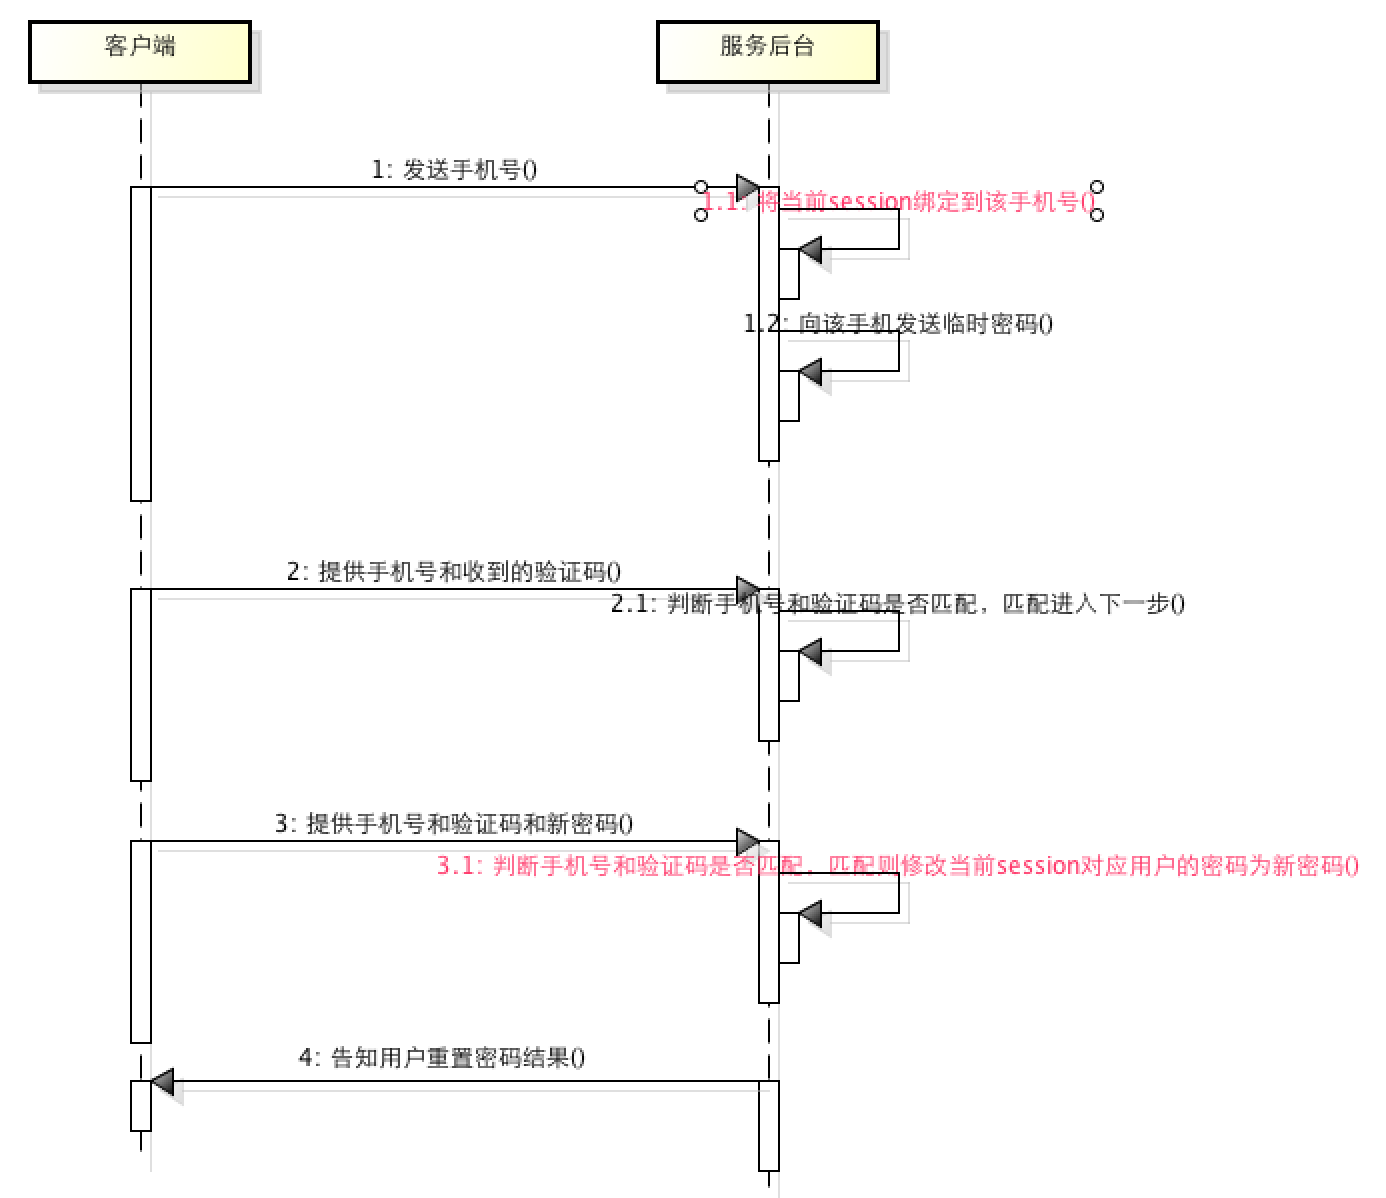 客户端
服务后台
1: 发送手机号()
1.1: 将当前session绑定到该手机号()
1.2: 向该手机发送临时密码()
2: 提供手机号和收到的验证码()
2.1: 判断手机号和验证码是否匹配，匹配进入下一步()
3: 提供手机号和验证码和新密码()
3.1: 判断手机号和验证码是否匹配，匹配则修改当前session对应用户的密码为新密码()
4: 告知用户重置密码结果()